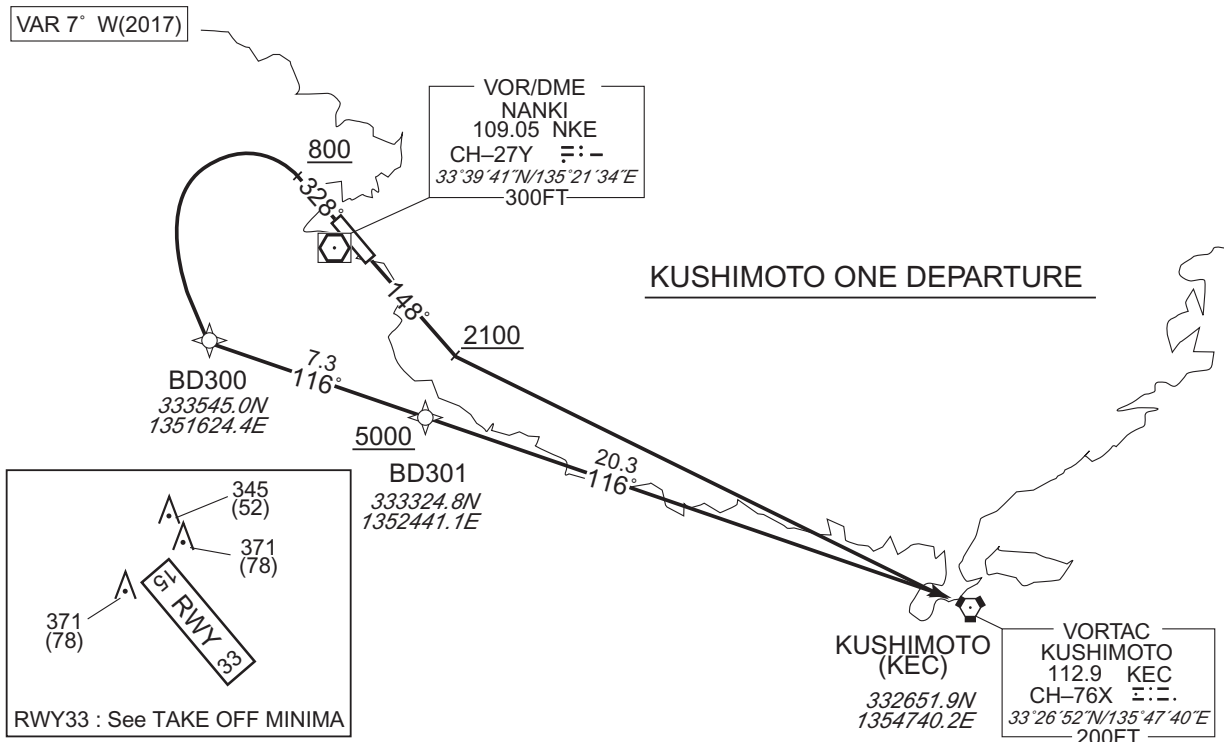 VAR 7° W(2017)
VOR/DME
NANKI
109.05 NKE
CH–27Y
33°39´41˝N/135°21´34˝E
300FT
800
328°
KUSHIMOTO ONE DEPARTURE
148°
2100
7.3
116°
BD300
333545.0N
1351624.4E
5000
BD301
333324.8N
1352441.1E
20.3
116°
345
(52)
371
(78)
371
(78)
15 RWY 33
RWY33 : See TAKE OFF MINIMA
KUSHIMOTO
(KEC)
332651.9N
1354740.2E
VORTAC
KUSHIMOTO
112.9 KEC
CH–76X
33°26´52˝N/135°47´40˝E
200FT